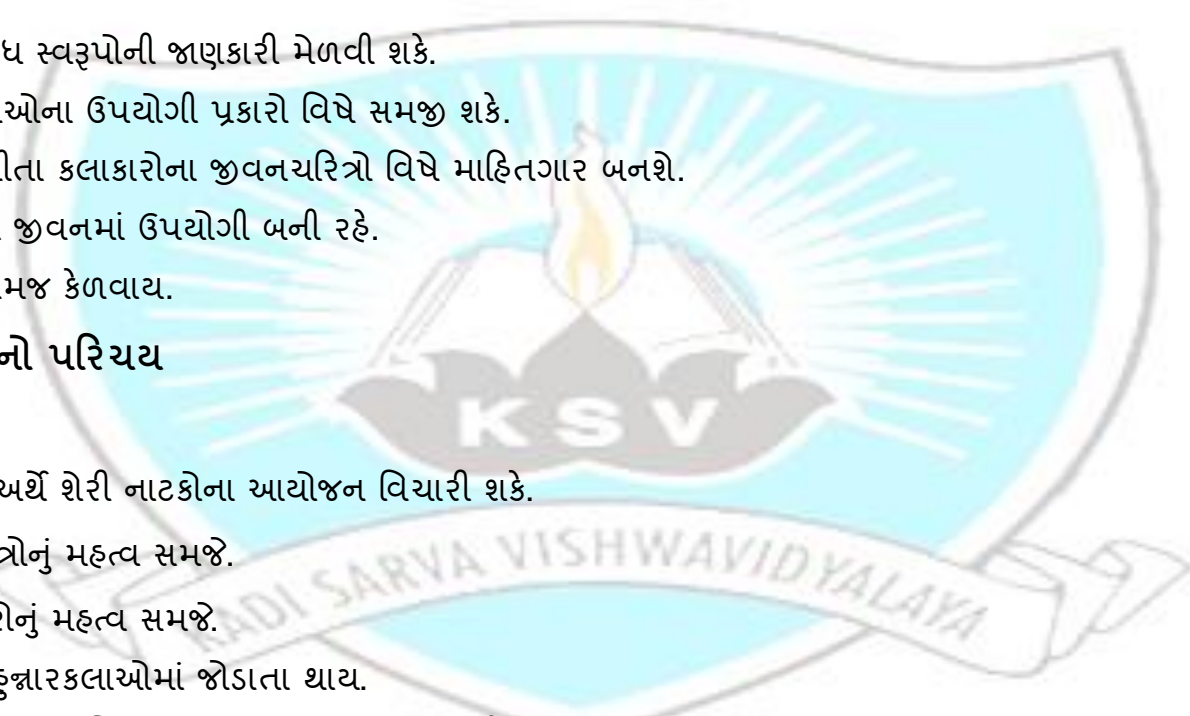 ધ સ્વરૂપોની જાણકારી મેળવી શકે.
ઓના ઉપયોગી પ્રકારો વિષે સમજી શકે.
ીતા કલાકારોના જીવનચરિત્રો વિષે માહિતગાર બનશે.
જીવનમાં ઉપયોગી બની રહે.
મજ કેળવાય.
નો પરિચય
KSV
અર્થે શેરી નાટકોના આયોજન વિચારી શકે.
ત્રોનું મહત્વ સમજે.
KADI SARVA VISHWAVIDYALAYA
નું મહત્વ સમજે.
હુન્નારકલાઓમાં જોડાતા થાય.